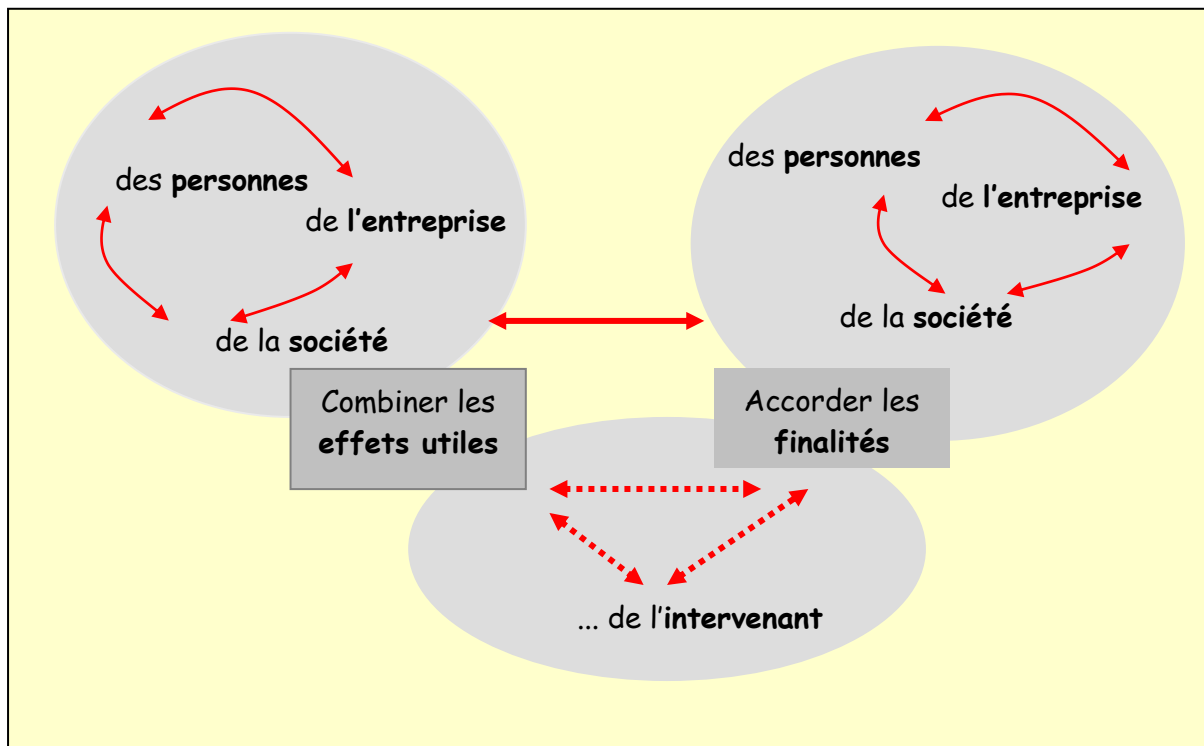 des personnes
de l'entreprise
de la société
Combiner les
effets utiles
des personnes
de l'entreprise
de la société
Accorder les
finalités
... de l'intervenant